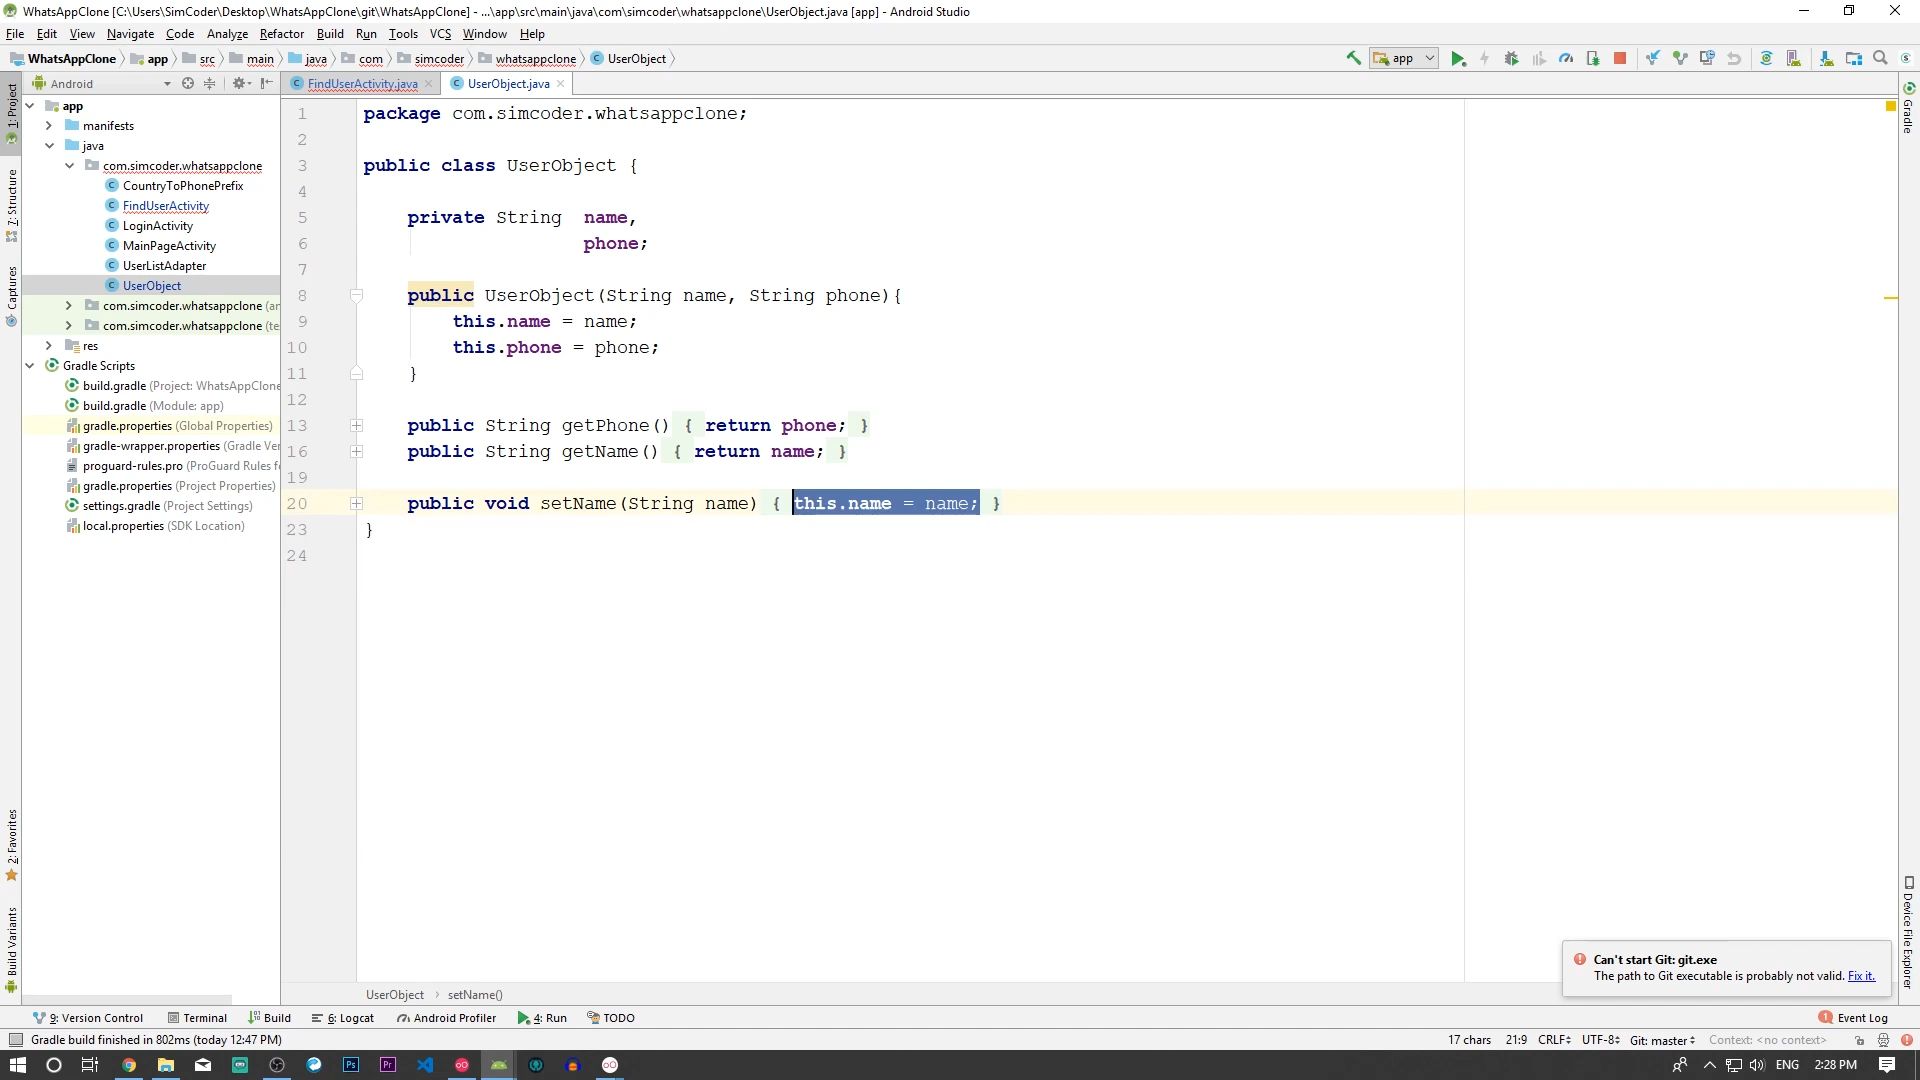 WhatsAppClone [C:\Users\SimCoder\Desktop\WhatsAppClone\git\WhatsAppClone] - ...\app\src\main\java\com\simcoder\whatsappclone\UserObject.java [app] - Android Studio
File Edit View Navigate Code Analyze Refactor Build Run Tools VCS Window Help
WhatsAppClone app src main java com simcoder whatsappclone UserObject app
Android FindUserActivity.java UserObject.java
1: Project
7: Structure
Captures
2: Favorites
Build Variants
app
manifests
java
com.simcoder.whatsappclone
CountryToPhonePrefix
FindUserActivity
LoginActivity
MainPageActivity
UserListAdapter
UserObject
com.simcoder.whatsappclone (an
com.simcoder.whatsappclone (te
res
Gradle Scripts
build.gradle (Project: WhatsAppClone
build.gradle (Module: app)
gradle.properties (Global Properties)
gradle-wrapper.properties (Gradle Ver
proguard-rules.pro (ProGuard Rules f
gradle.properties (Project Properties)
settings.gradle (Project Settings)
local.properties (SDK Location)
1 package com.simcoder.whatsappclone;
2
3 public class UserObject {
4
5 private String name,
6 phone;
7
8 public UserObject(String name, String phone){
9 this.name = name;
10 this.phone = phone;
11 }
12
13 public String getPhone() { return phone; }
16 public String getName() { return name; }
19
20 public void setName(String name) { this.name = name; }
23 }
24
Gradle
Device File Explorer
Can't start Git: git.exe
The path to Git executable is probably not valid. Fix it.
UserObject setName()
9: Version Control Terminal Build 6: Logcat Android Profiler 4: Run TODO 1 Event Log
Gradle build finished in 802ms (today 12:47 PM) 17 chars 21:9 CRLF UTF-8 Git: master Context: <no context>
Ps Pr ENG 2:28 PM